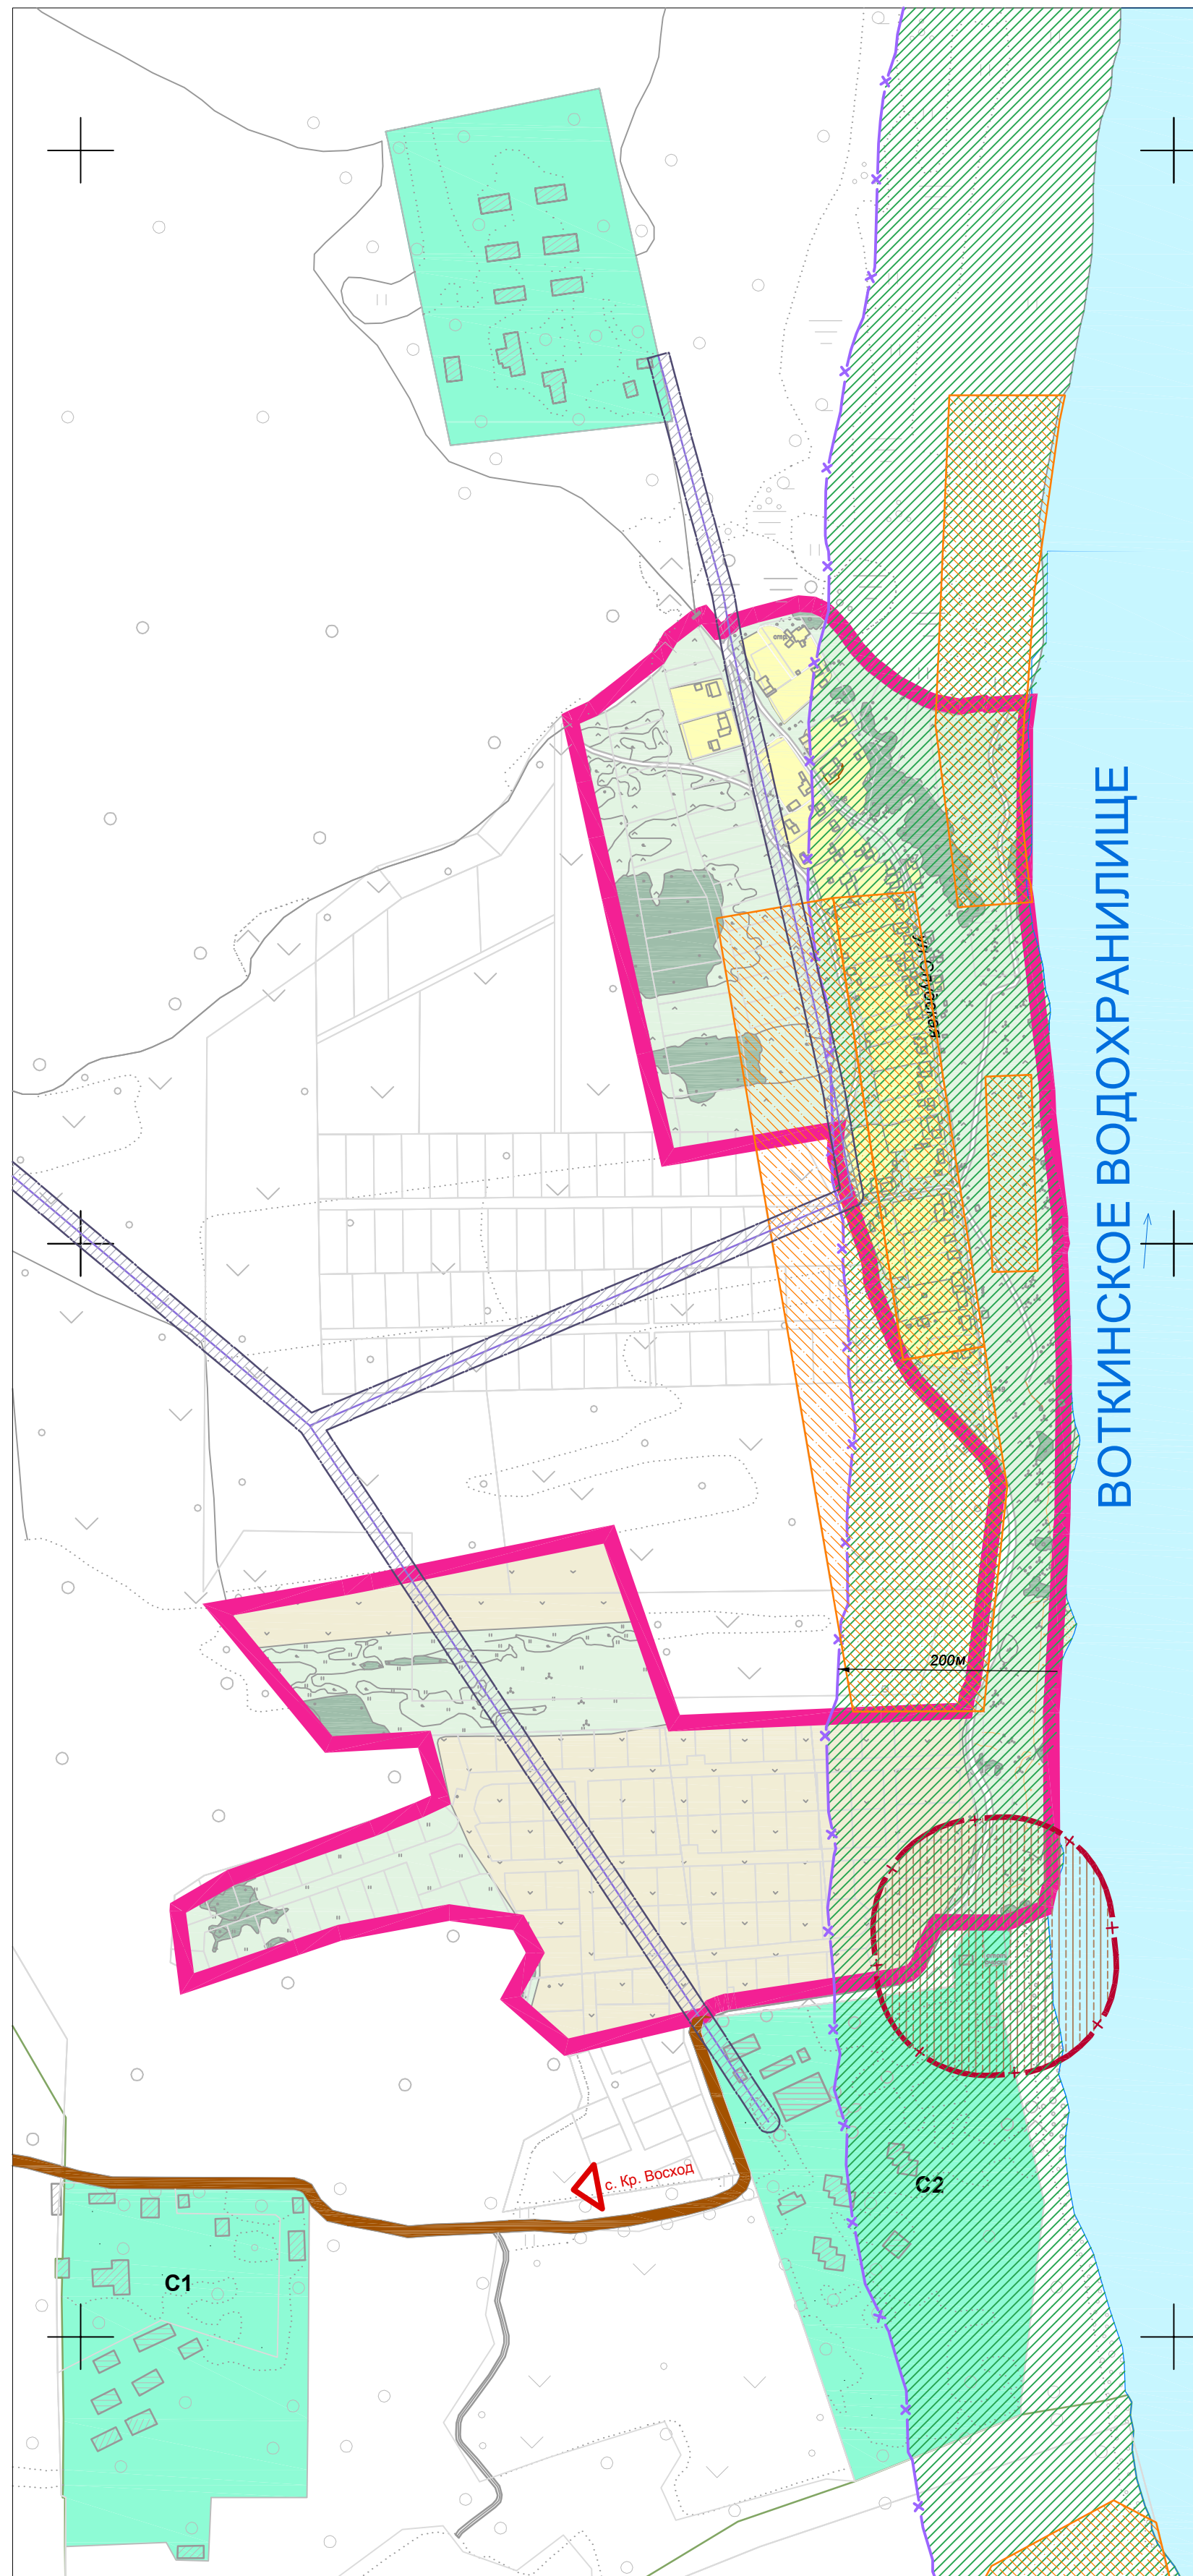 ул. Слудская
ВОТКИНСКОЕ ВОДОХРАНИЛИЩЕ
200м
с. Кр. Восход
С2
С1